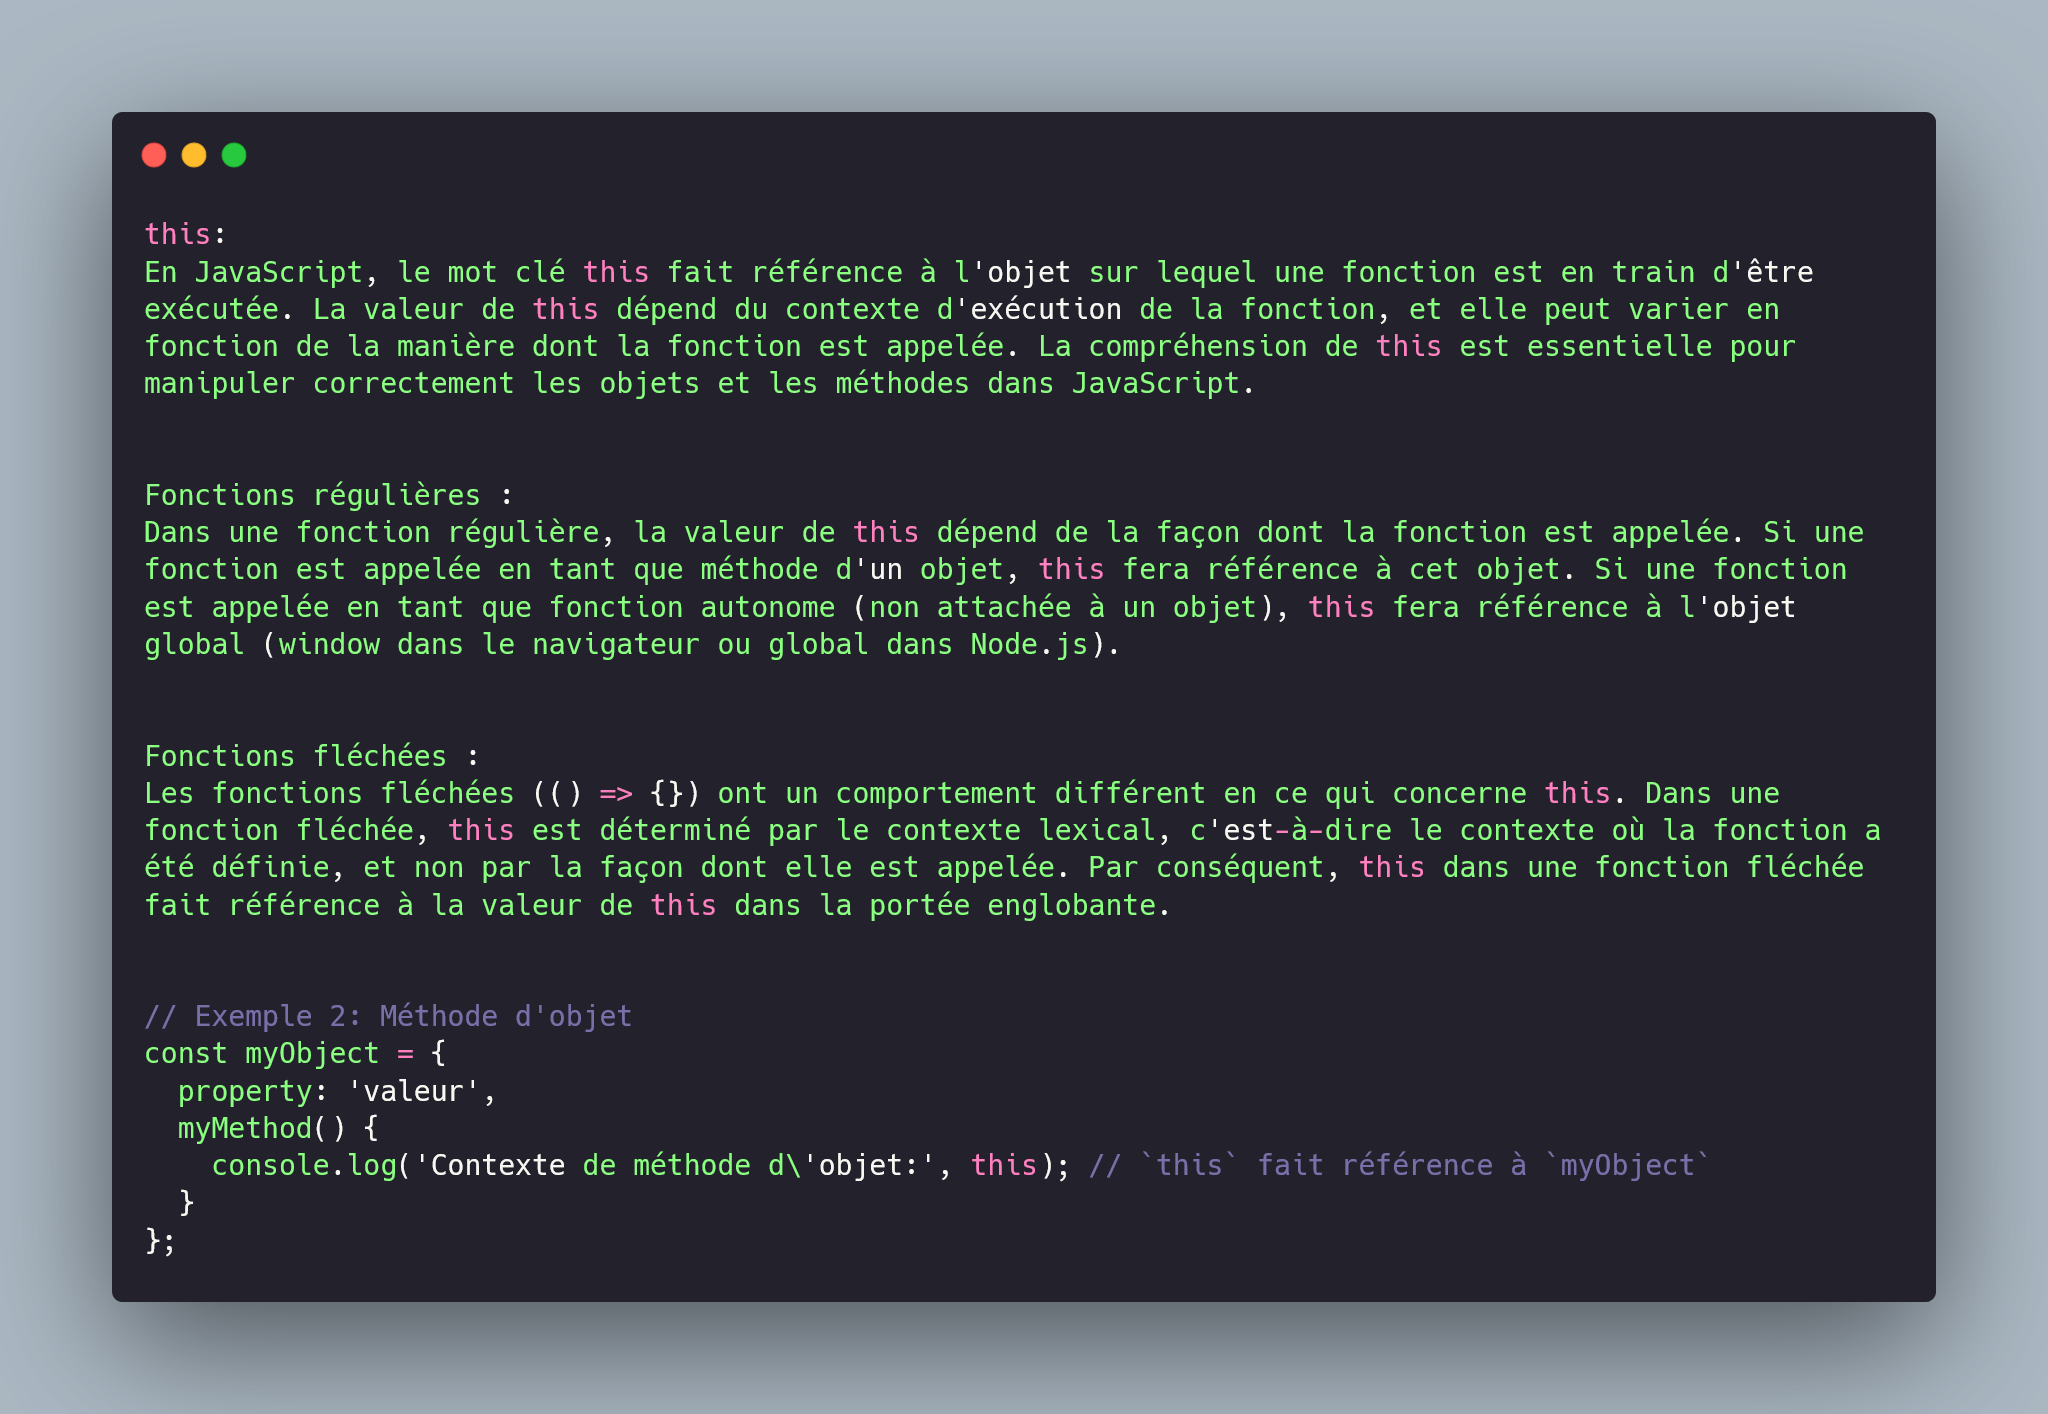 this:
En JavaScript, le mot clé this fait référence à l'objet sur lequel une fonction est en train d'être
exécutée. La valeur de this dépend du contexte d'exécution de la fonction, et elle peut varier en
fonction de la manière dont la fonction est appelée. La compréhension de this est essentielle pour
manipuler correctement les objets et les méthodes dans JavaScript.
Fonctions régulières :
Dans une fonction régulière, la valeur de this dépend de la façon dont la fonction est appelée. Si une
fonction est appelée en tant que méthode d'un objet, this fera référence à cet objet. Si une fonction
est appelée en tant que fonction autonome (non attachée à un objet), this fera référence à l'objet
global (window dans le navigateur ou global dans Node.js).
Fonctions fléchées :
Les fonctions fléchées (() => {}) ont un comportement différent en ce qui concerne this. Dans une
fonction fléchée, this est déterminé par le contexte lexical, c'est-à-dire le contexte où la fonction a
été définie, et non par la façon dont elle est appelée. Par conséquent, this dans une fonction fléchée
fait référence à la valeur de this dans la portée englobante.
// Exemple 2: Méthode d'objet
const myObject = {
  property: 'valeur',
  myMethod() {
    console.log('Contexte de méthode d\'objet:', this); // `this` fait référence à `myObject`
  }
};